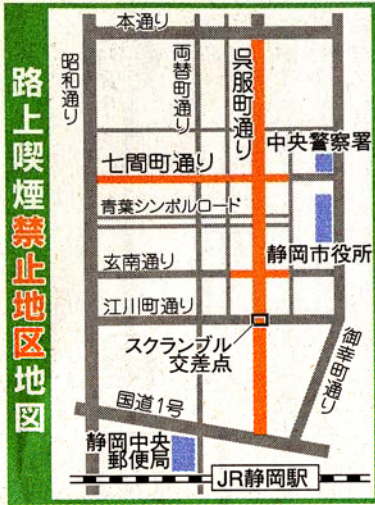 路上喫煙禁止地区地図
本通り
昭和通り
両替町通り
呉服町通り
中央警察署
七間町通り
青葉シンボルロード
静岡市役所
玄南通り
江川町通り
スクランブル
交差点
御幸町通り
国道1号
静岡中央
郵便局
JR静岡駅